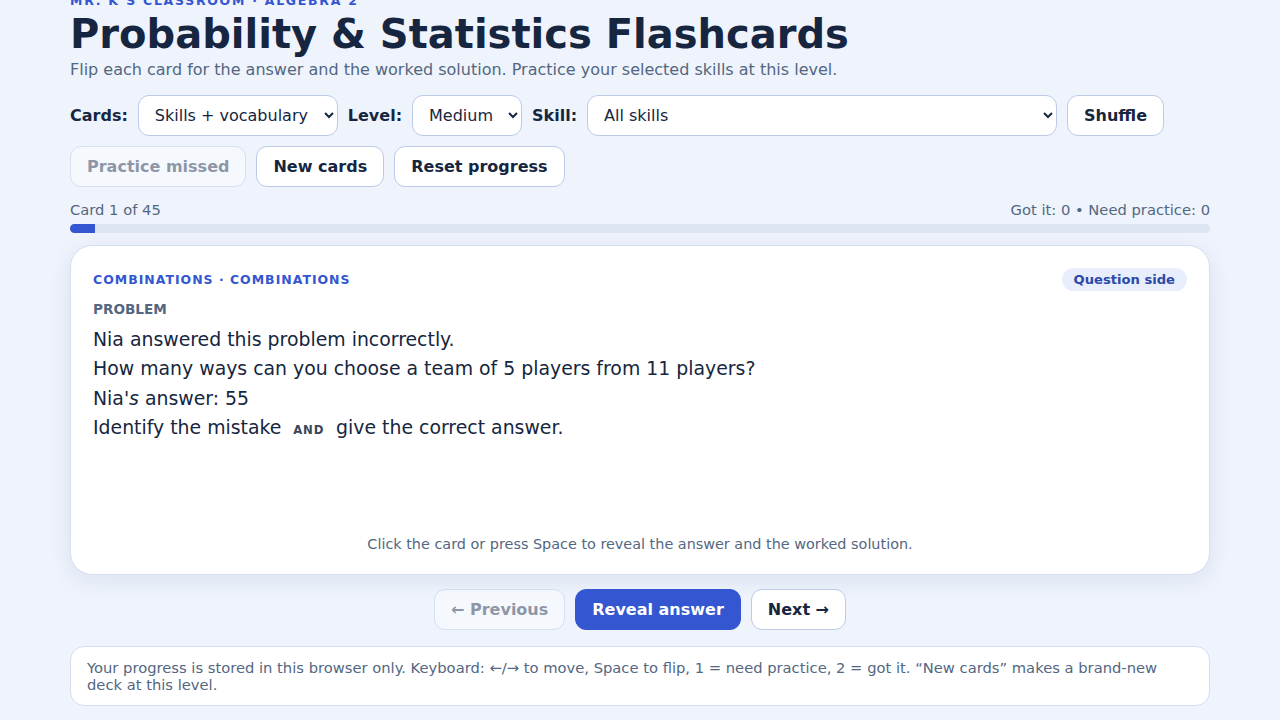 MR. K'S CLASSROOM · ALGEBRA 2
Probability & Statistics Flashcards
Flip each card for the answer and the worked solution. Practice your selected skills at this level.
Cards: Skills + vocabulary Level: Medium Skill: All skills Shuffle
Practice missed New cards Reset progress
Card 1 of 45 Got it: 0 • Need practice: 0
COMBINATIONS · COMBINATIONS Question side
PROBLEM
Nia answered this problem incorrectly.
How many ways can you choose a team of 5 players from 11 players?
Nia's answer: 55
Identify the mistake AND give the correct answer.
Click the card or press Space to reveal the answer and the worked solution.
← Previous Reveal answer Next →
Your progress is stored in this browser only. Keyboard: ←/→ to move, Space to flip, 1 = need practice, 2 = got it. “New cards” makes a brand-new
deck at this level.